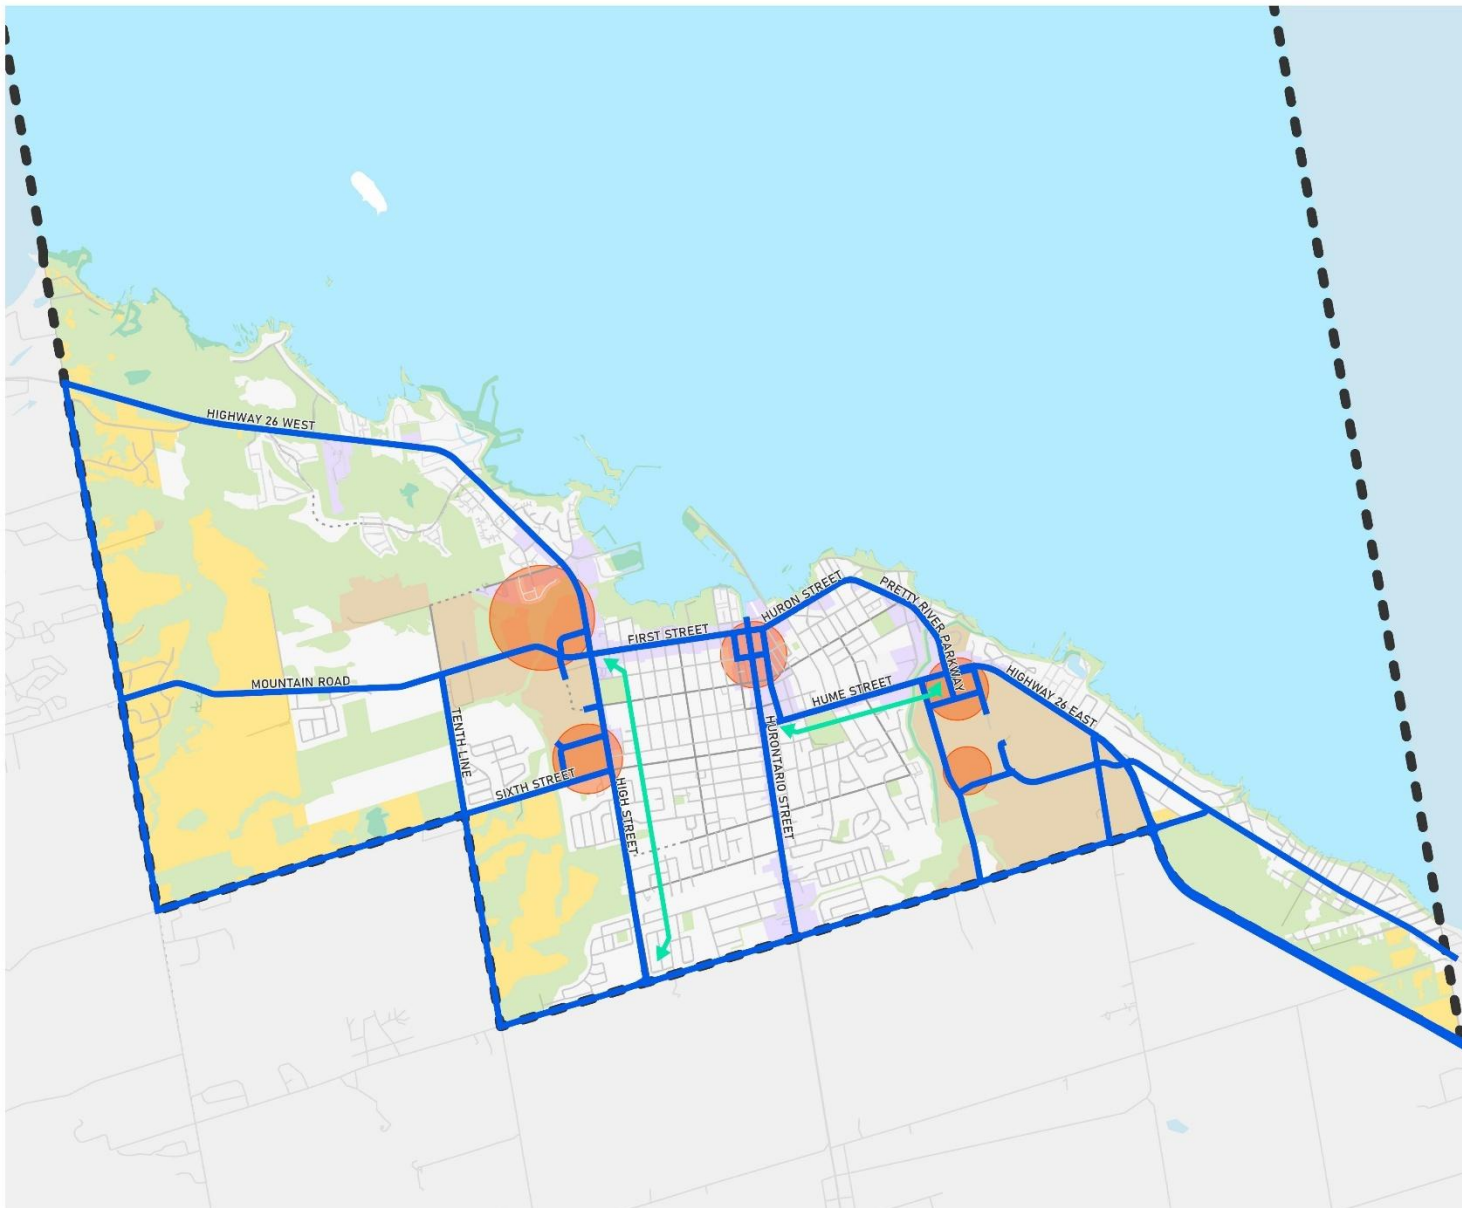 HIGHWAY 26 WEST
HURON STREET
PRETTY RIVER PARKWAY
FIRST STREET
MOUNTAIN ROAD
HUME STREET
HIGHWAY 26 EAST
TENTH LINE
HURONTARIO STREET
SIXTH STREET
HIGH STREET